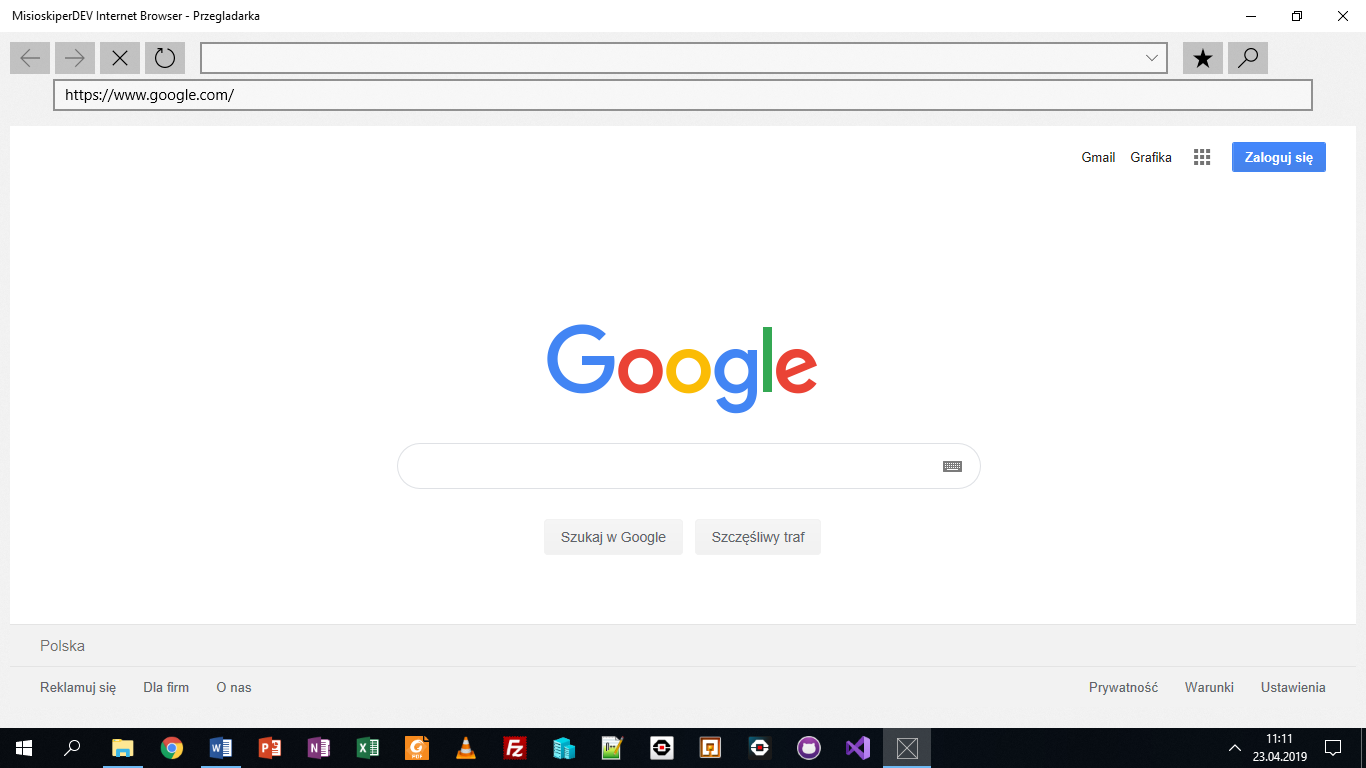 MisioskiperDEV Internet Browser - Przegladarka
https://www.google.com/
Gmail Grafika Zaloguj się
Google
Szukaj w Google Szczęśliwy traf
Polska
Reklamuj się Dla firm O nas Prywatność Warunki Ustawienia
11:11
23.04.2019